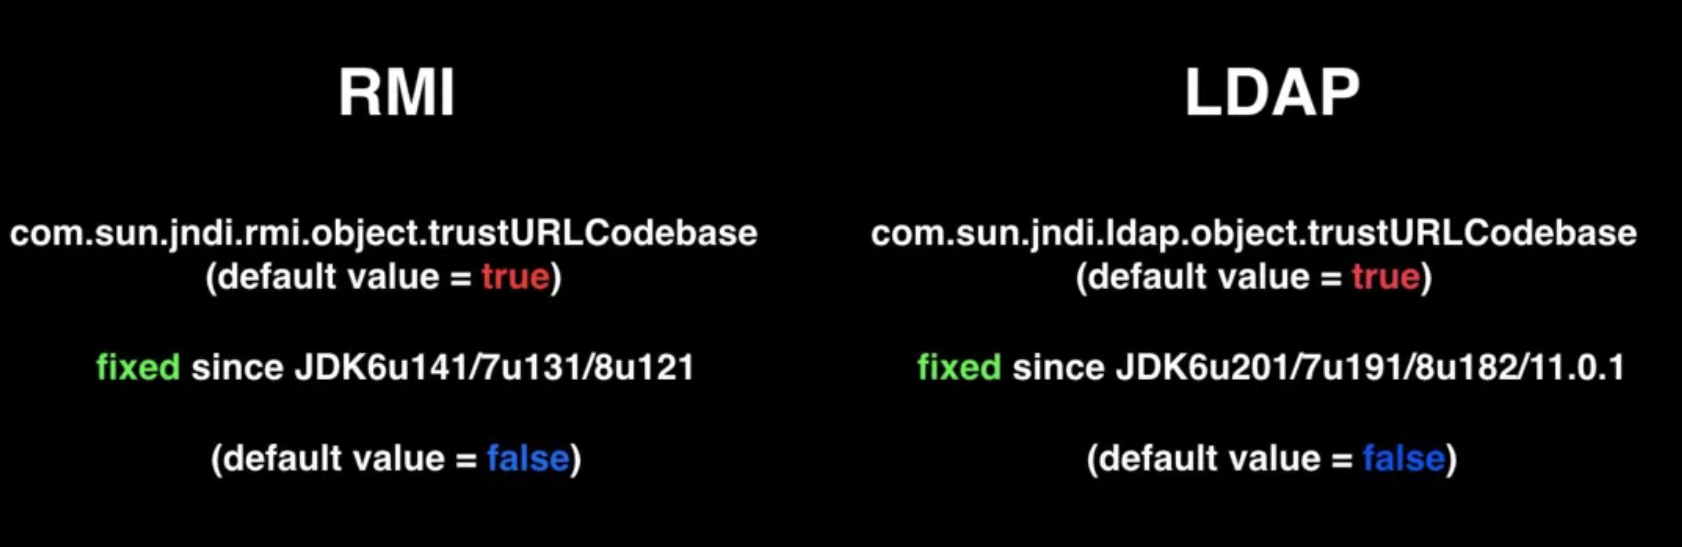 RMI
com.sun.jndi.rmi.object.trustURLCodebase
(default value = true)
fixed since JDK6u141/7u131/8u121
(default value = false)
LDAP
com.sun.jndi.ldap.object.trustURLCodebase
(default value = true)
fixed since JDK6u201/7u191/8u182/11.0.1
(default value = false)